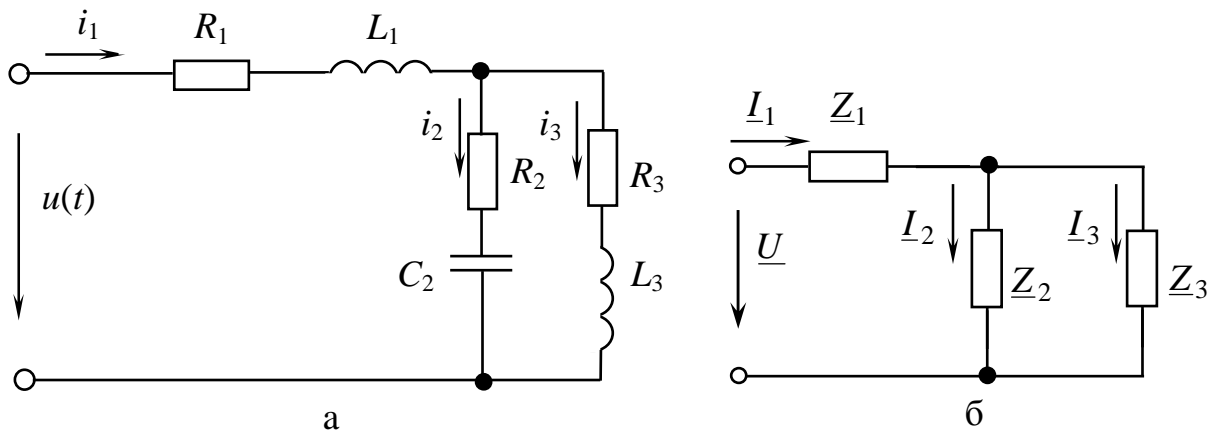 i₁
R₁
L₁
i₂
i₃
R₂
R₃
u(t)
C₂
L₃
а
I₁
Z₁
I₂
I₃
U
Z₂
Z₃
б